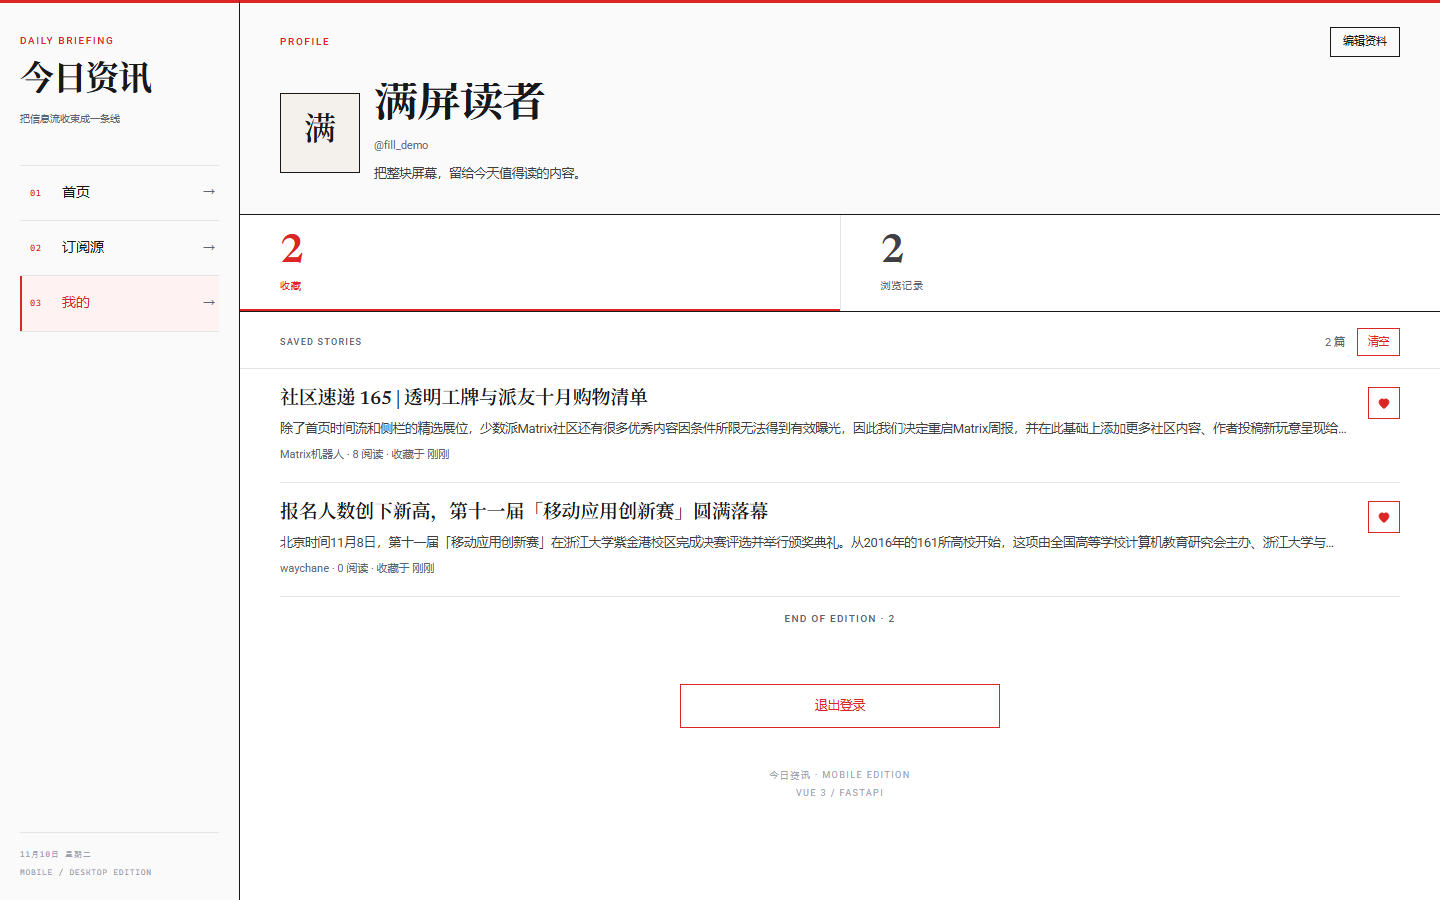 DAILY BRIEFING
今日资讯
把信息流收束成一条线
01 首页 →
02 订阅源 →
03 我的 →
11月10日 星期二
MOBILE / DESKTOP EDITION
PROFILE
编辑资料
满
满屏读者
@fill_demo
把整块屏幕，留给今天值得读的内容。
2
收藏
2
浏览记录
SAVED STORIES
2 篇
清空
社区速递 165 | 透明工牌与派友十月购物清单
除了首页时间流和侧栏的精选展位，少数派Matrix社区还有很多优秀内容因条件所限无法得到有效曝光，因此我们决定重启Matrix周报，并在此基础上添加更多社区内容、作者投稿新玩意呈现给...
Matrix机器人 · 8 阅读 · 收藏于 刚刚
报名人数创下新高，第十一届「移动应用创新赛」圆满落幕
北京时间11月8日，第十一届「移动应用创新赛」在浙江大学紫金港校区完成决赛评选并举行颁奖典礼。从2016年的161所高校开始，这项由全国高等学校计算机教育研究会主办、浙江大学与...
waychane · 0 阅读 · 收藏于 刚刚
END OF EDITION · 2
退出登录
今日资讯 · MOBILE EDITION
VUE 3 / FASTAPI